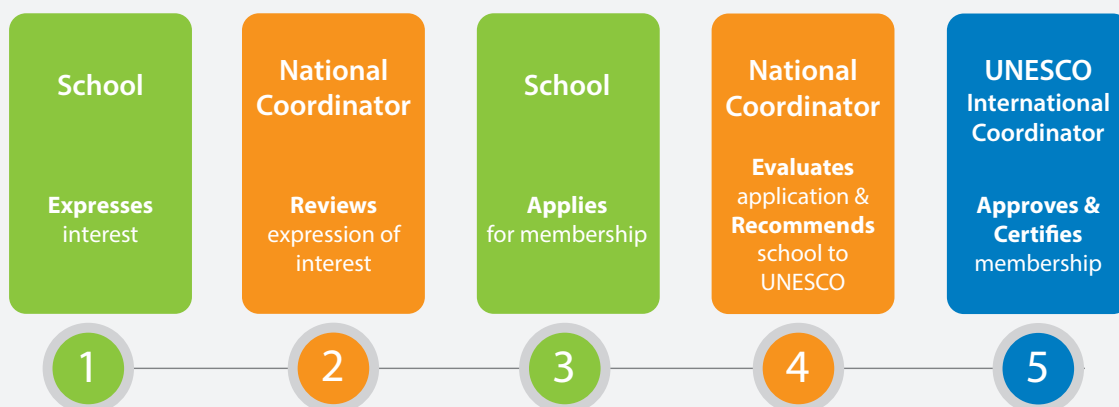 School
Expresses
interest
1
National
Coordinator
Reviews
expression of
interest
2
School
Applies
for membership
3
National
Coordinator
Evaluates
application &
Recommends
school to
UNESCO
4
UNESCO
International
Coordinator
Approves &
Certifies
membership
5